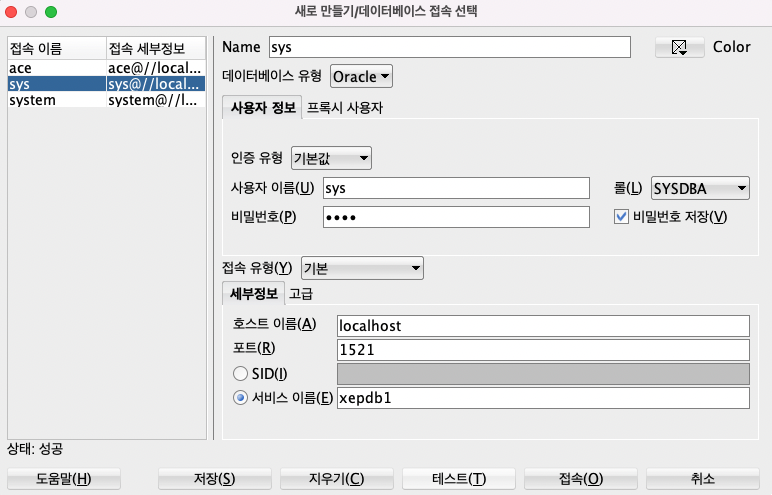 새로 만들기/데이터베이스 접속 선택
접속 이름 접속 세부정보
ace ace@//local...
sys sys@//local...
system system@//l...
Name sys Color
데이터베이스 유형 Oracle
사용자 정보 프록시 사용자
인증 유형 기본값
사용자 이름(U) sys 롤(L) SYSDBA
비밀번호(P) •••• 비밀번호 저장(V)
접속 유형(Y) 기본
세부정보 고급
호스트 이름(A) localhost
포트(R) 1521
SID(I)
서비스 이름(E) xepdb1
상태: 성공
도움말(H) 저장(S) 지우기(C) 테스트(T) 접속(O) 취소